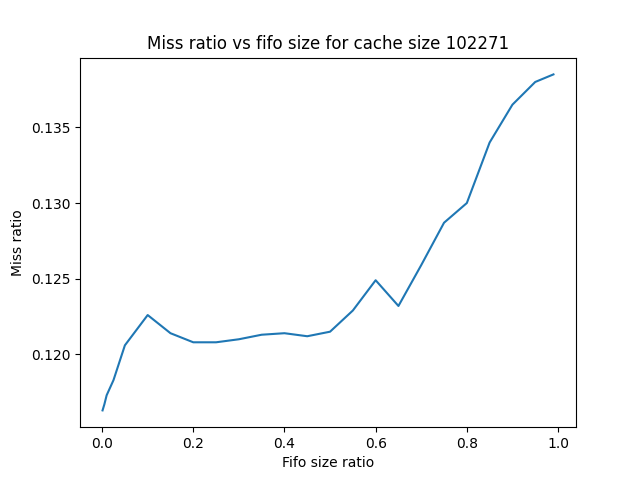 Miss ratio vs fifo size for cache size 102271
Miss ratio
0.135
0.130
0.125
0.120
0.0 0.2 0.4 0.6 0.8 1.0
Fifo size ratio